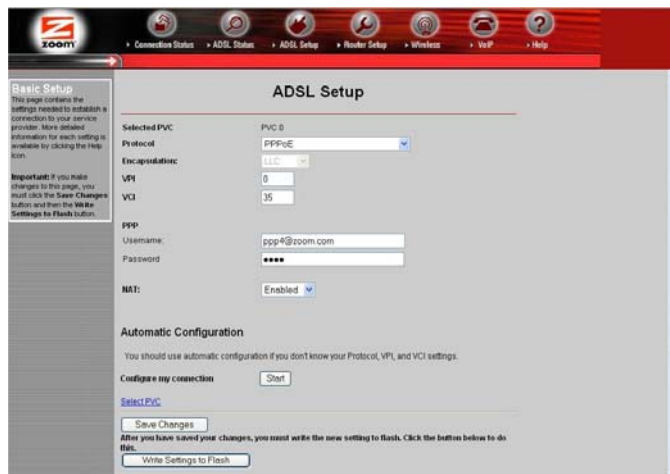 zoom
Connection Status
ADSL Status
ADSL Setup
Router Setup
Wireless
VoIP
Help
Basic Setup
This page contains the
settings needed to establish a
connection to your service
provider. More detailed
information for each setting is
available by clicking the Help
icon.
Important: If you make
changes to this page, you
must click the Save Changes
button and then the Write
Settings to Flash button.
ADSL Setup
Selected PVC PVC 0
Protocol PPPoE
Encapsulation: LLC
VPI 0
VCI 35
PPP
Username: ppp4@zoom.com
Password ••••
NAT: Enabled
Automatic Configuration
You should use automatic configuration if you don't know your Protocol, VPI, and VCI settings.
Configure my connection Start
Select PVC
Save Changes
After you have saved your changes, you must write the new setting to flash. Click the button below to do
this.
Write Settings to Flash